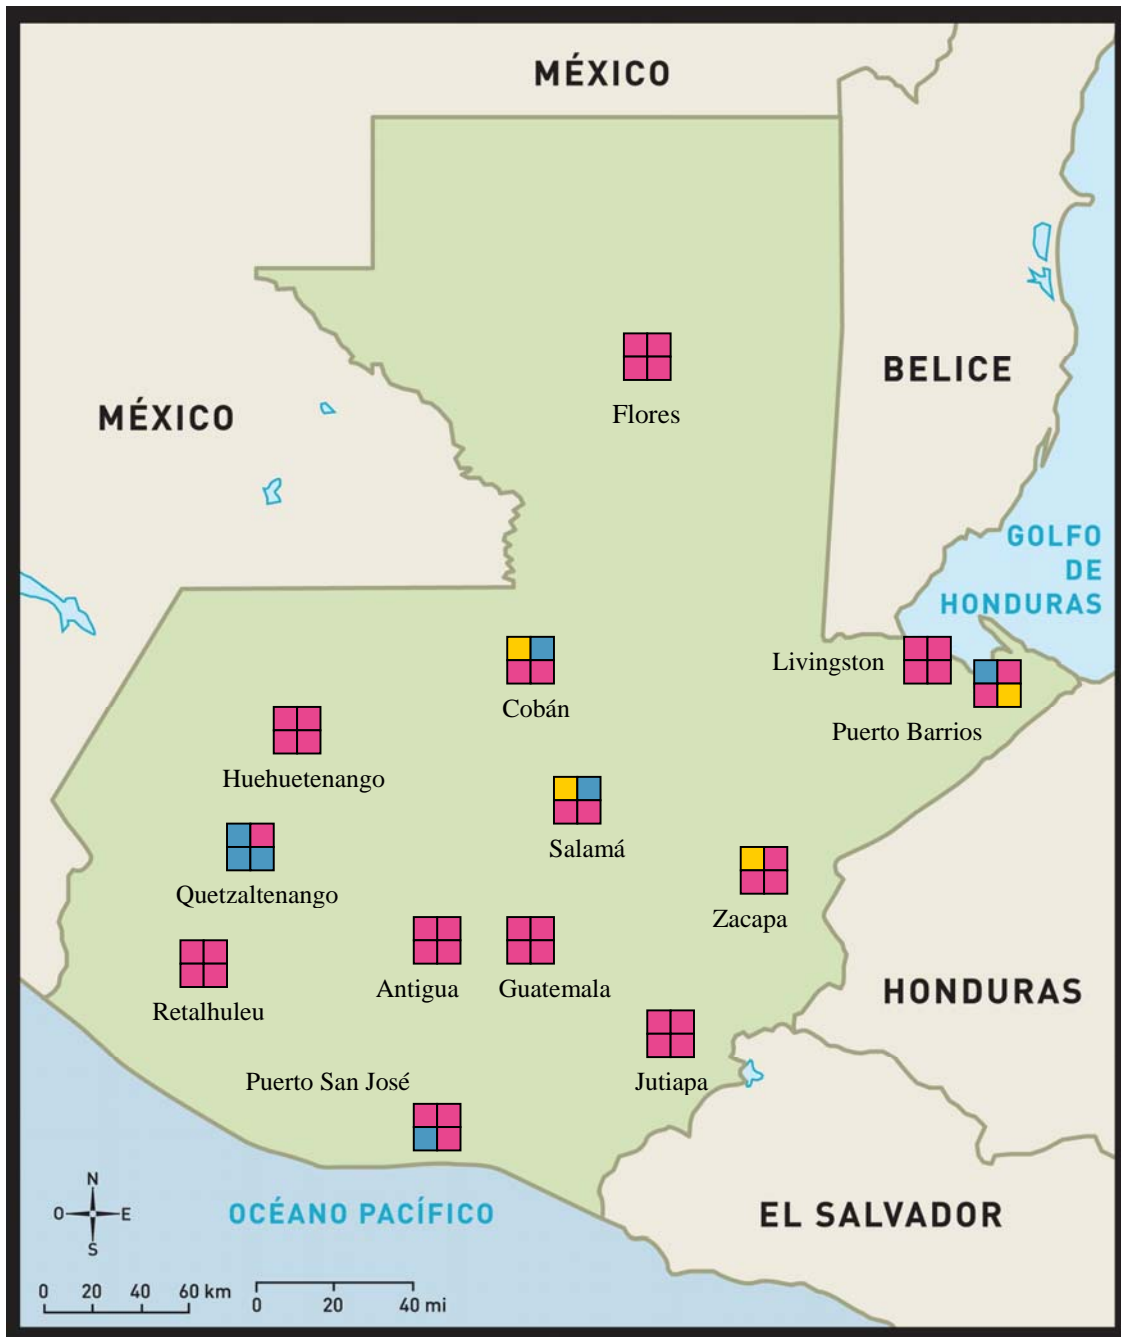 MÉXICO
MÉXICO
BELICE
Flores
GOLFO
DE
HONDURAS
Cobán
Livingston
Puerto Barrios
Huehuetenango
Salamá
Quetzaltenango
Zacapa
Antigua
Guatemala
Retalhuleu
HONDURAS
Puerto San José
Jutiapa
N
O E
S
OCÉANO PACÍFICO
EL SALVADOR
0 20 40 60 km
0 20 40 mi